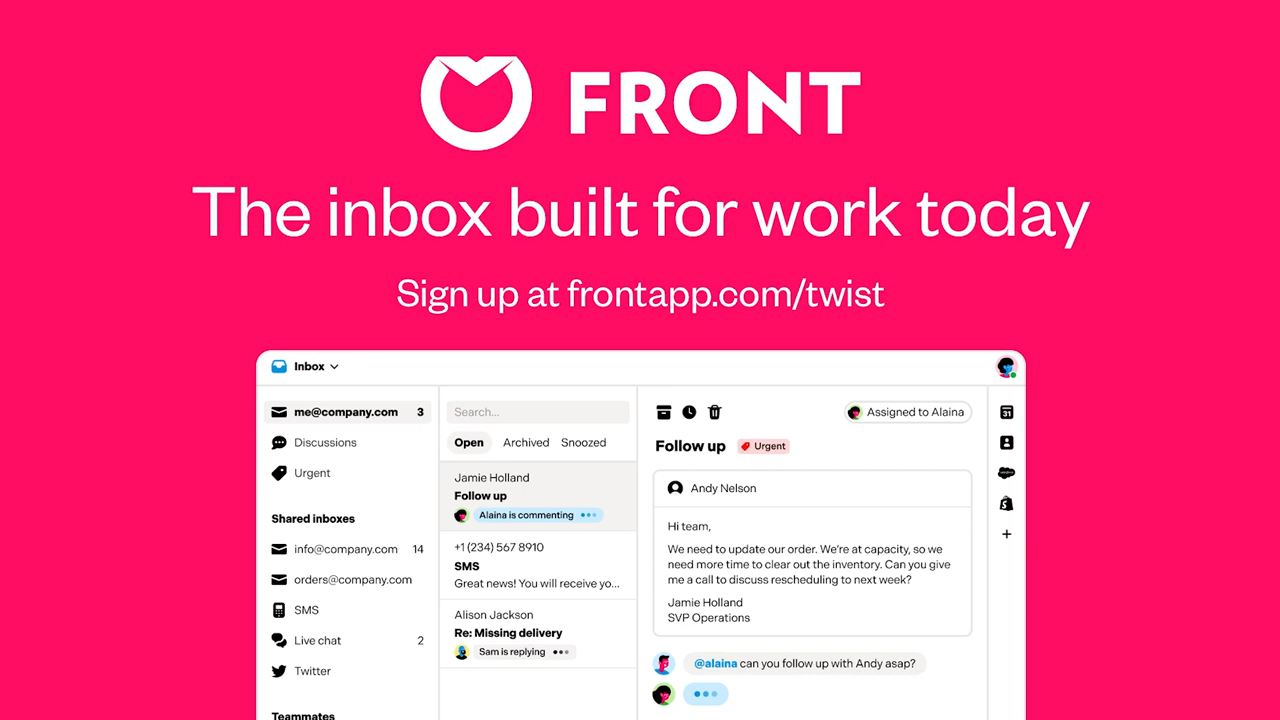 FRONT
The inbox built for work today
Sign up at frontapp.com/twist
Inbox
me@company.com 3
Discussions
Urgent
Shared inboxes
info@company.com 14
orders@company.com
SMS
Live chat 2
Twitter
Teammates
Search...
Open Archived Snoozed
Jamie Holland
Follow up
Alaina is commenting
+1 (234) 567 8910
SMS
Great news! You will receive yo...
Alison Jackson
Re: Missing delivery
Sam is replying
Assigned to Alaina
Follow up Urgent
Andy Nelson
Hi team,
We need to update our order. We're at capacity, so we
need more time to clear out the inventory. Can you give
me a call to discuss rescheduling to next week?
Jamie Holland
SVP Operations
@alaina can you follow up with Andy asap?
31